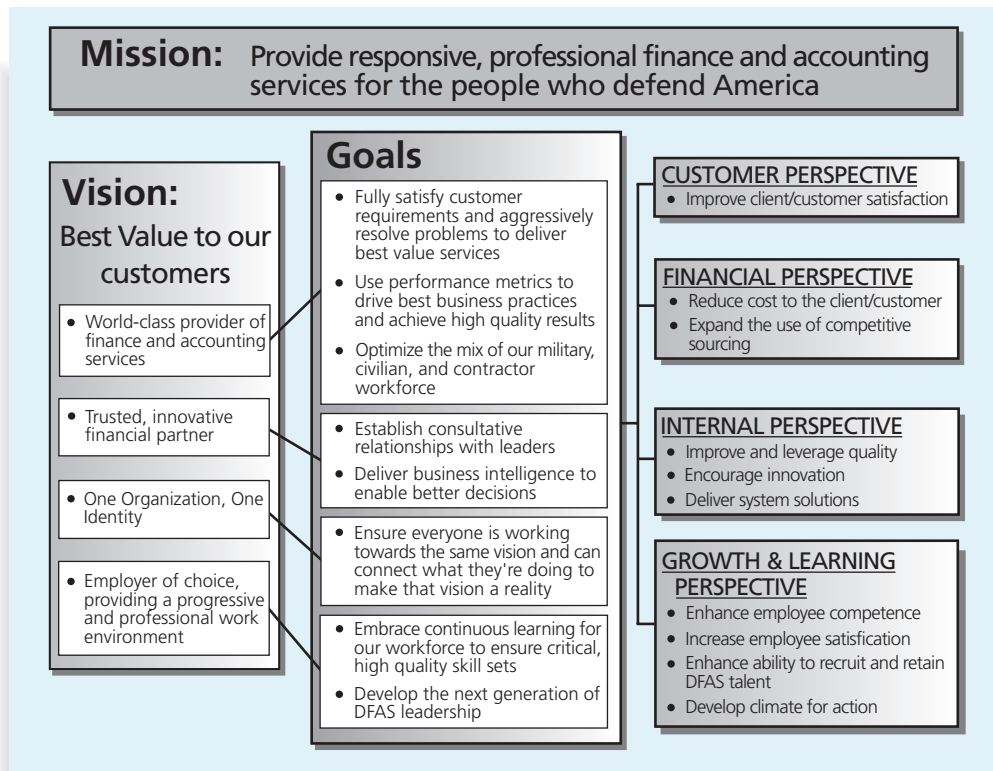 Mission: Provide responsive, professional finance and accounting
services for the people who defend America
Vision:
Best Value to our
customers
• World-class provider of
finance and accounting
services
• Trusted, innovative
financial partner
• One Organization, One
Identity
• Employer of choice,
providing a progressive
and professional work
environment
Goals
• Fully satisfy customer
requirements and aggressively
resolve problems to deliver
best value services
• Use performance metrics to
drive best business practices
and achieve high quality results
• Optimize the mix of our military,
civilian, and contractor
workforce
• Establish consultative
relationships with leaders
• Deliver business intelligence to
enable better decisions
• Ensure everyone is working
towards the same vision and can
connect what they're doing to
make that vision a reality
• Embrace continuous learning for
our workforce to ensure critical,
high quality skill sets
• Develop the next generation of
DFAS leadership
CUSTOMER PERSPECTIVE
• Improve client/customer satisfaction
FINANCIAL PERSPECTIVE
• Reduce cost to the client/customer
• Expand the use of competitive
sourcing
INTERNAL PERSPECTIVE
• Improve and leverage quality
• Encourage innovation
• Deliver system solutions
GROWTH & LEARNING
PERSPECTIVE
• Enhance employee competence
• Increase employee satisfaction
• Enhance ability to recruit and retain
DFAS talent
• Develop climate for action